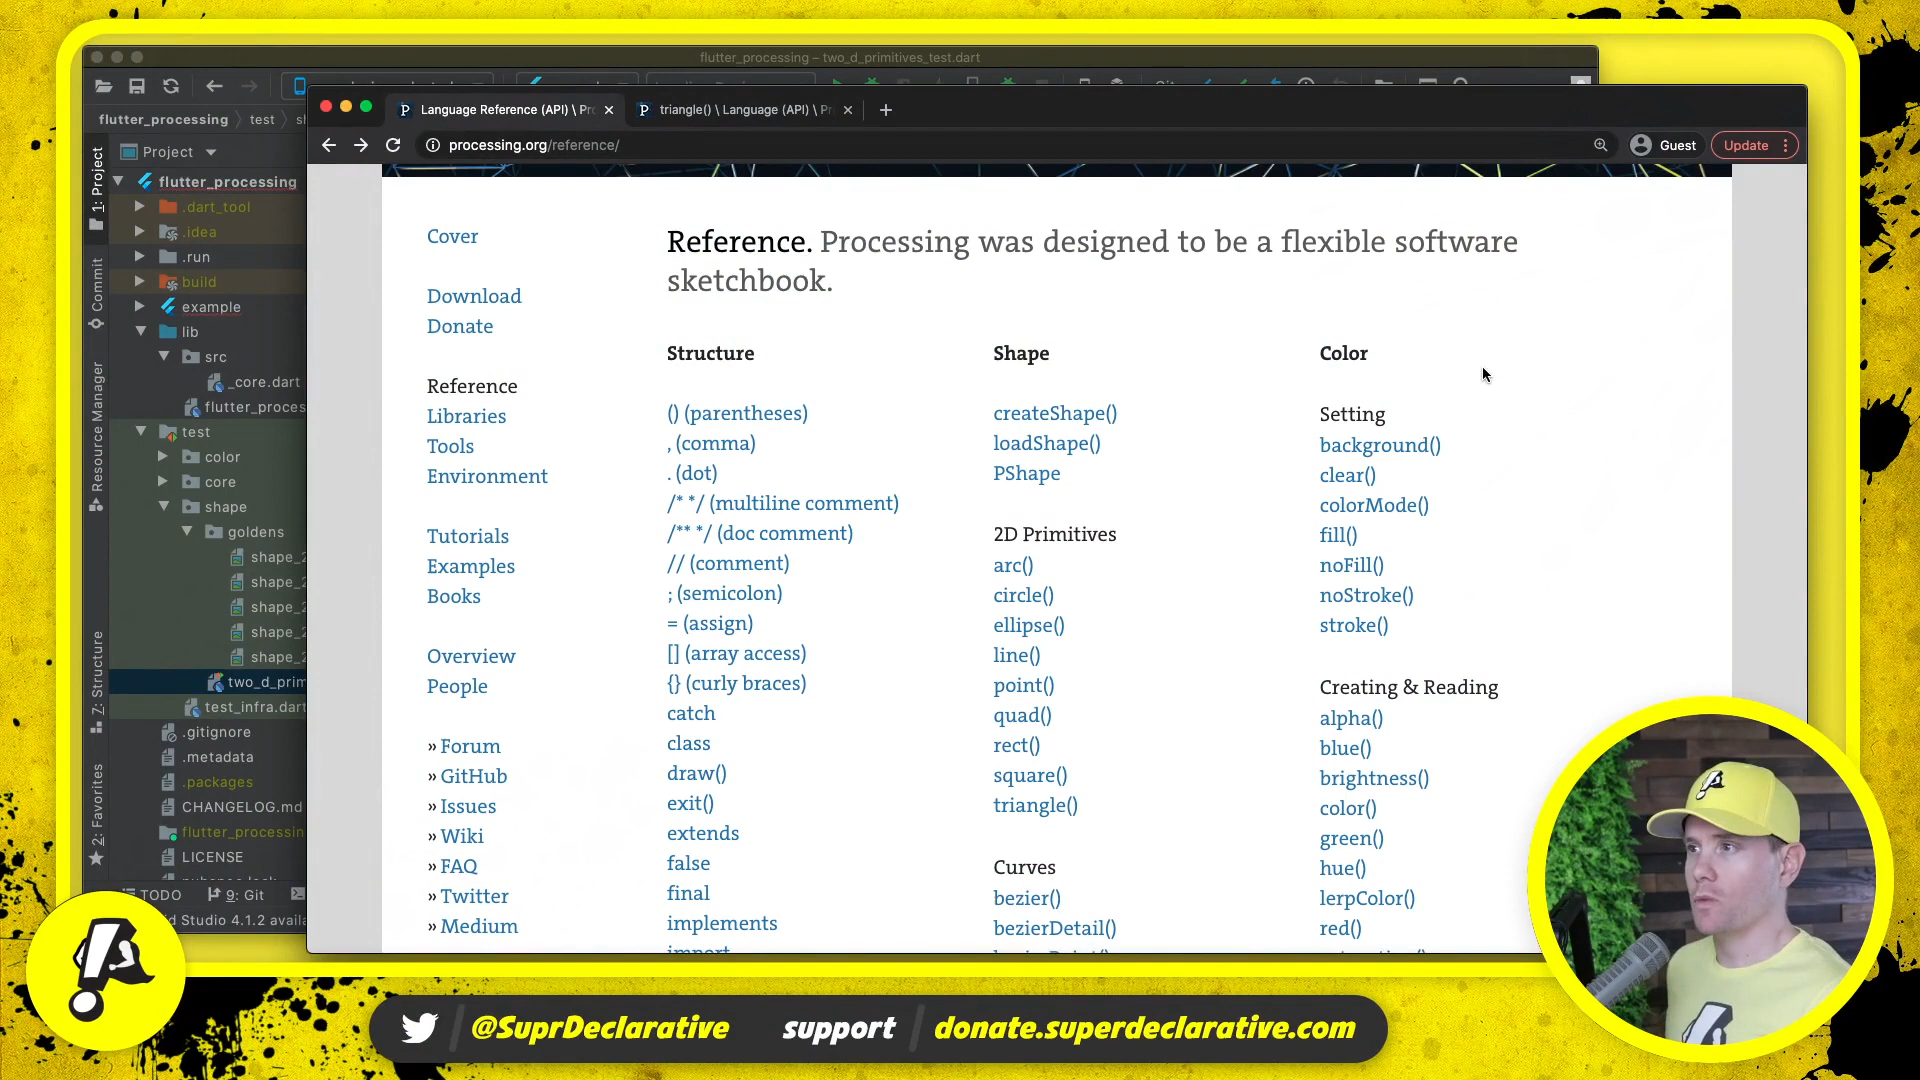 flutter_processing – two_d_primitives_test.dart
flutter_processing
test
Language Reference (API) \ Pr
triangle() \ Language (API) \ P
processing.org/reference/
Guest
Update
Project
1: Project
Commit
Resource Manager
7: Structure
2: Favorites
flutter_processing
.dart_tool
.idea
.run
build
example
lib
src
_core.dart
flutter_proces
test
color
core
shape
goldens
shape_2
shape_2
shape_2
shape_2
shape_2
two_d_prim
test_infra.dart
.gitignore
.metadata
.packages
CHANGELOG.md
flutter_processin
LICENSE
TODO
9: Git
d Studio 4.1.2 availa
Cover
Download
Donate
Reference
Libraries
Tools
Environment
Tutorials
Examples
Books
Overview
People
» Forum
» GitHub
» Issues
» Wiki
» FAQ
» Twitter
» Medium
Reference. Processing was designed to be a flexible software
sketchbook.
Structure
() (parentheses)
, (comma)
. (dot)
/* */ (multiline comment)
/** */ (doc comment)
// (comment)
; (semicolon)
= (assign)
[] (array access)
{} (curly braces)
catch
class
draw()
exit()
extends
false
final
implements
import
Shape
createShape()
loadShape()
PShape
2D Primitives
arc()
circle()
ellipse()
line()
point()
quad()
rect()
square()
triangle()
Curves
bezier()
bezierDetail()
Color
Setting
background()
clear()
colorMode()
fill()
noFill()
noStroke()
stroke()
Creating & Reading
alpha()
blue()
brightness()
color()
green()
hue()
lerpColor()
red()
@SuprDeclarative
support
donate.superdeclarative.com